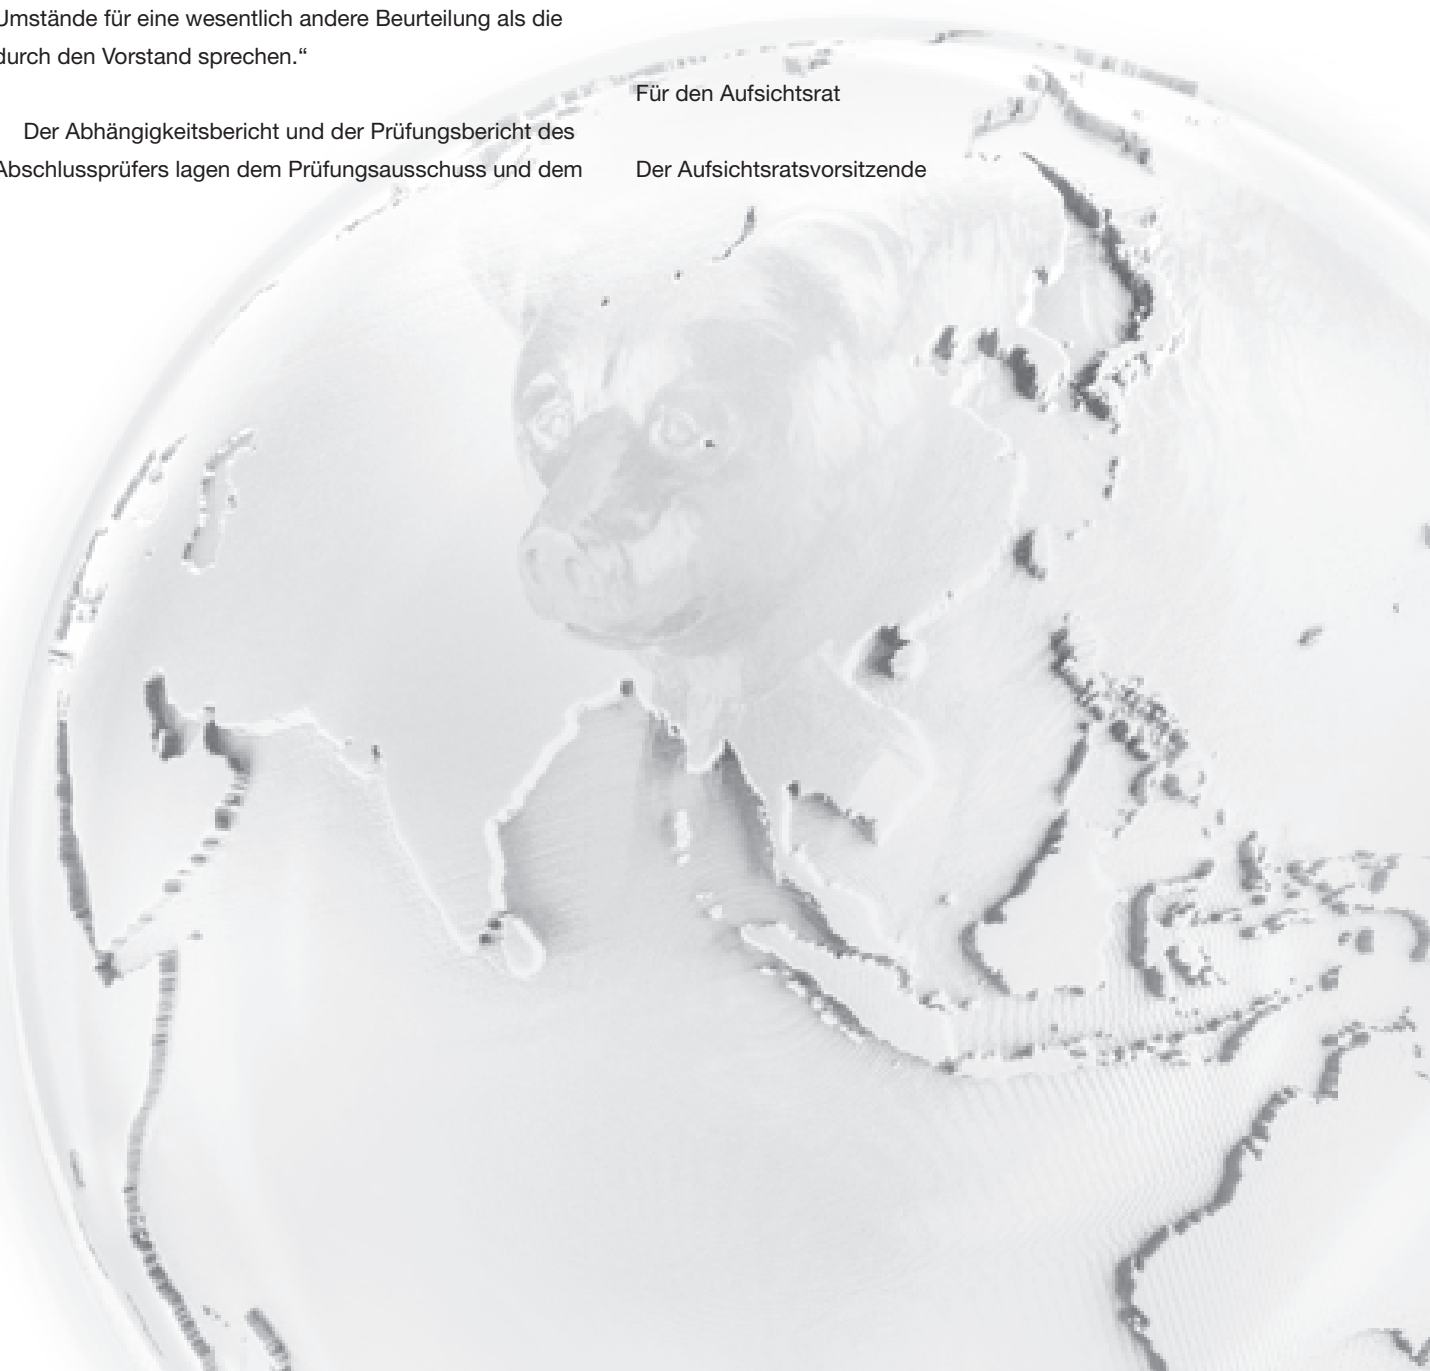 Umstände für eine wesentlich andere Beurteilung als die
durch den Vorstand sprechen.“
Der Abhängigkeitsbericht und der Prüfungsbericht des
Abschlussprüfers lagen dem Prüfungsausschuss und dem
Für den Aufsichtsrat
Der Aufsichtsratsvorsitzende